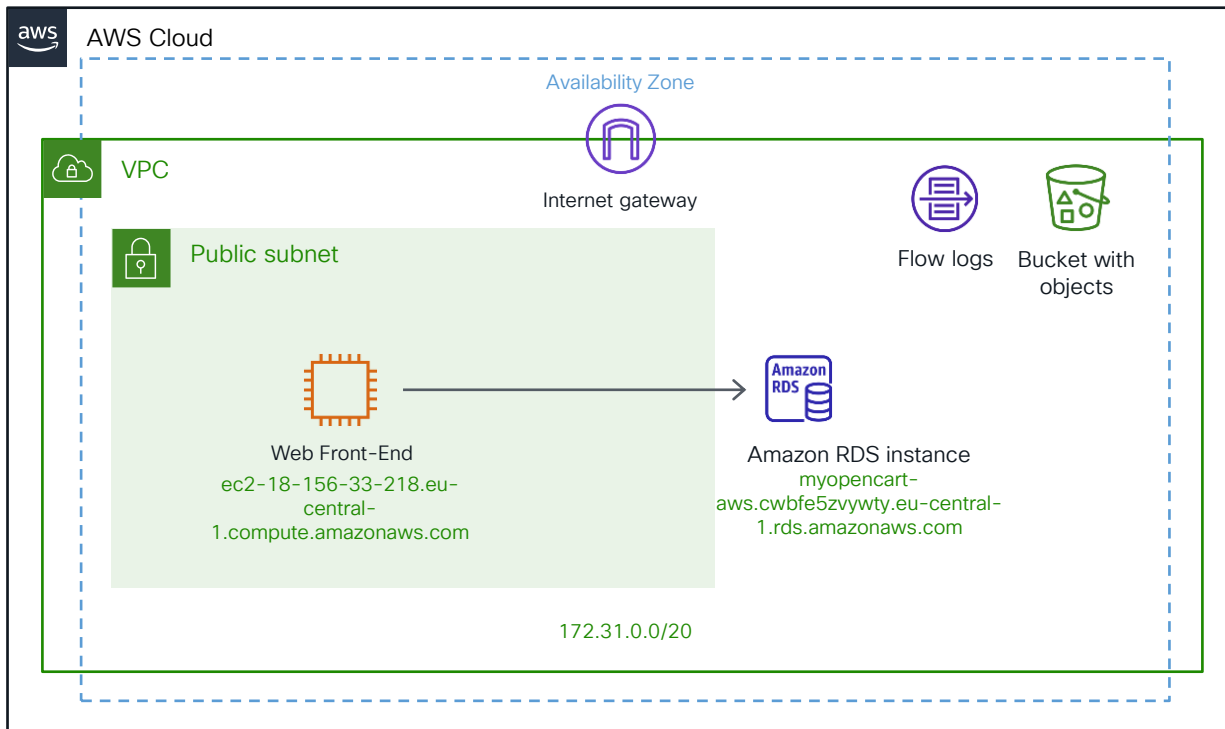 aws
AWS Cloud
Availability Zone
VPC
Internet gateway
Public subnet
Flow logs
Bucket with
objects
Amazon
RDS
Web Front-End
ec2-18-156-33-218.eu-
central-
1.compute.amazonaws.com
Amazon RDS instance
myopencart-
aws.cwbfe5zvywty.eu-central-
1.rds.amazonaws.com
172.31.0.0/20